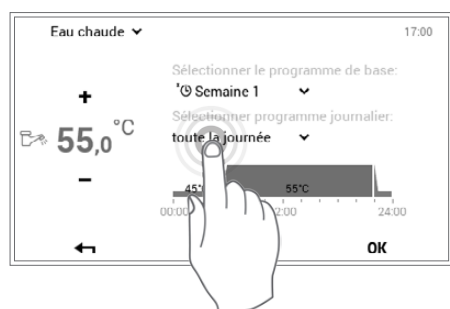 Eau chaude
17:00
Sélectionner le programme de base:
Semaine 1
Sélectionner programme journalier:
toute la journée
+
55,0 °C
−
55°C
00:00
24:00
OK